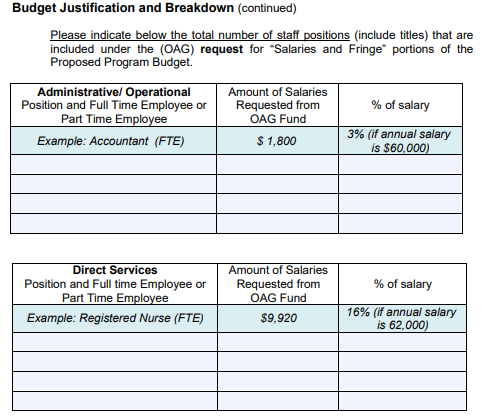 Budget Justification and Breakdown (continued)
Please indicate below the total number of staff positions (include titles) that are
included under the (OAG) request for "Salaries and Fringe" portions of the
Proposed Program Budget.
Administrative/ Operational
Position and Full Time Employee or
Part Time Employee
Amount of Salaries
Requested from
OAG Fund
% of salary
Example: Accountant (FTE)
$ 1,800
3% (if annual salary
is $60,000)
Direct Services
Position and Full time Employee or
Part Time Employee
Amount of Salaries
Requested from
OAG Fund
% of salary
Example: Registered Nurse (FTE)
$9,920
16% (if annual salary
is 62,000)